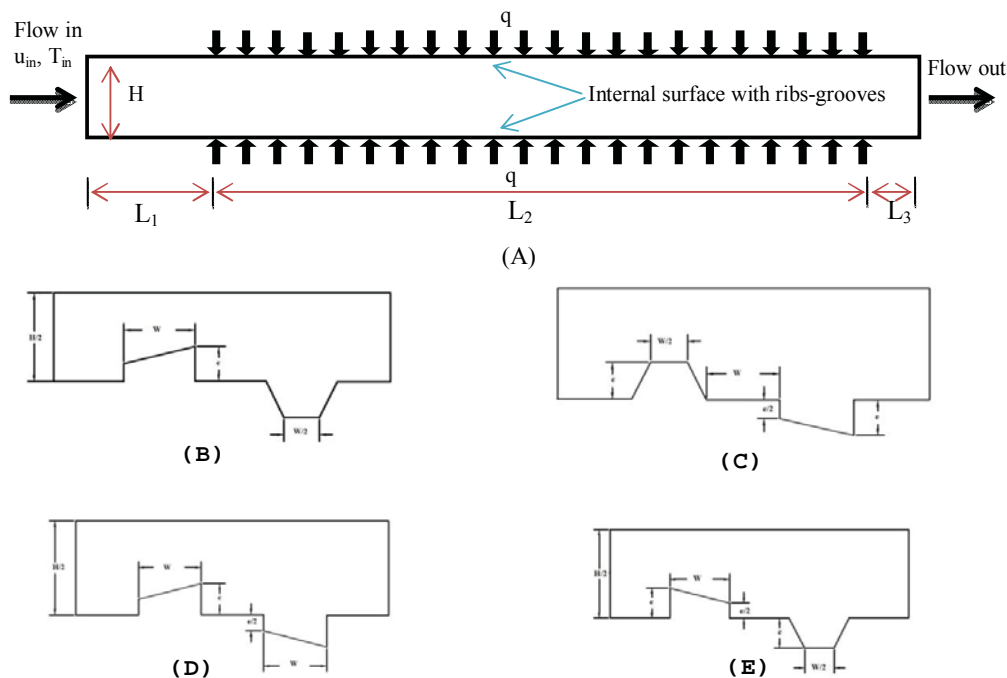 q
Flow in
u_in, T_in
H
Internal surface with ribs-grooves
Flow out
q
L₁
L₂
L₃
(A)
H/2
W
e
W/2
(B)
W/2
e
W
e/2
e
(C)
H/2
W
e
e/2
W
(D)
H/2
W
e
e/2
e
W/2
(E)